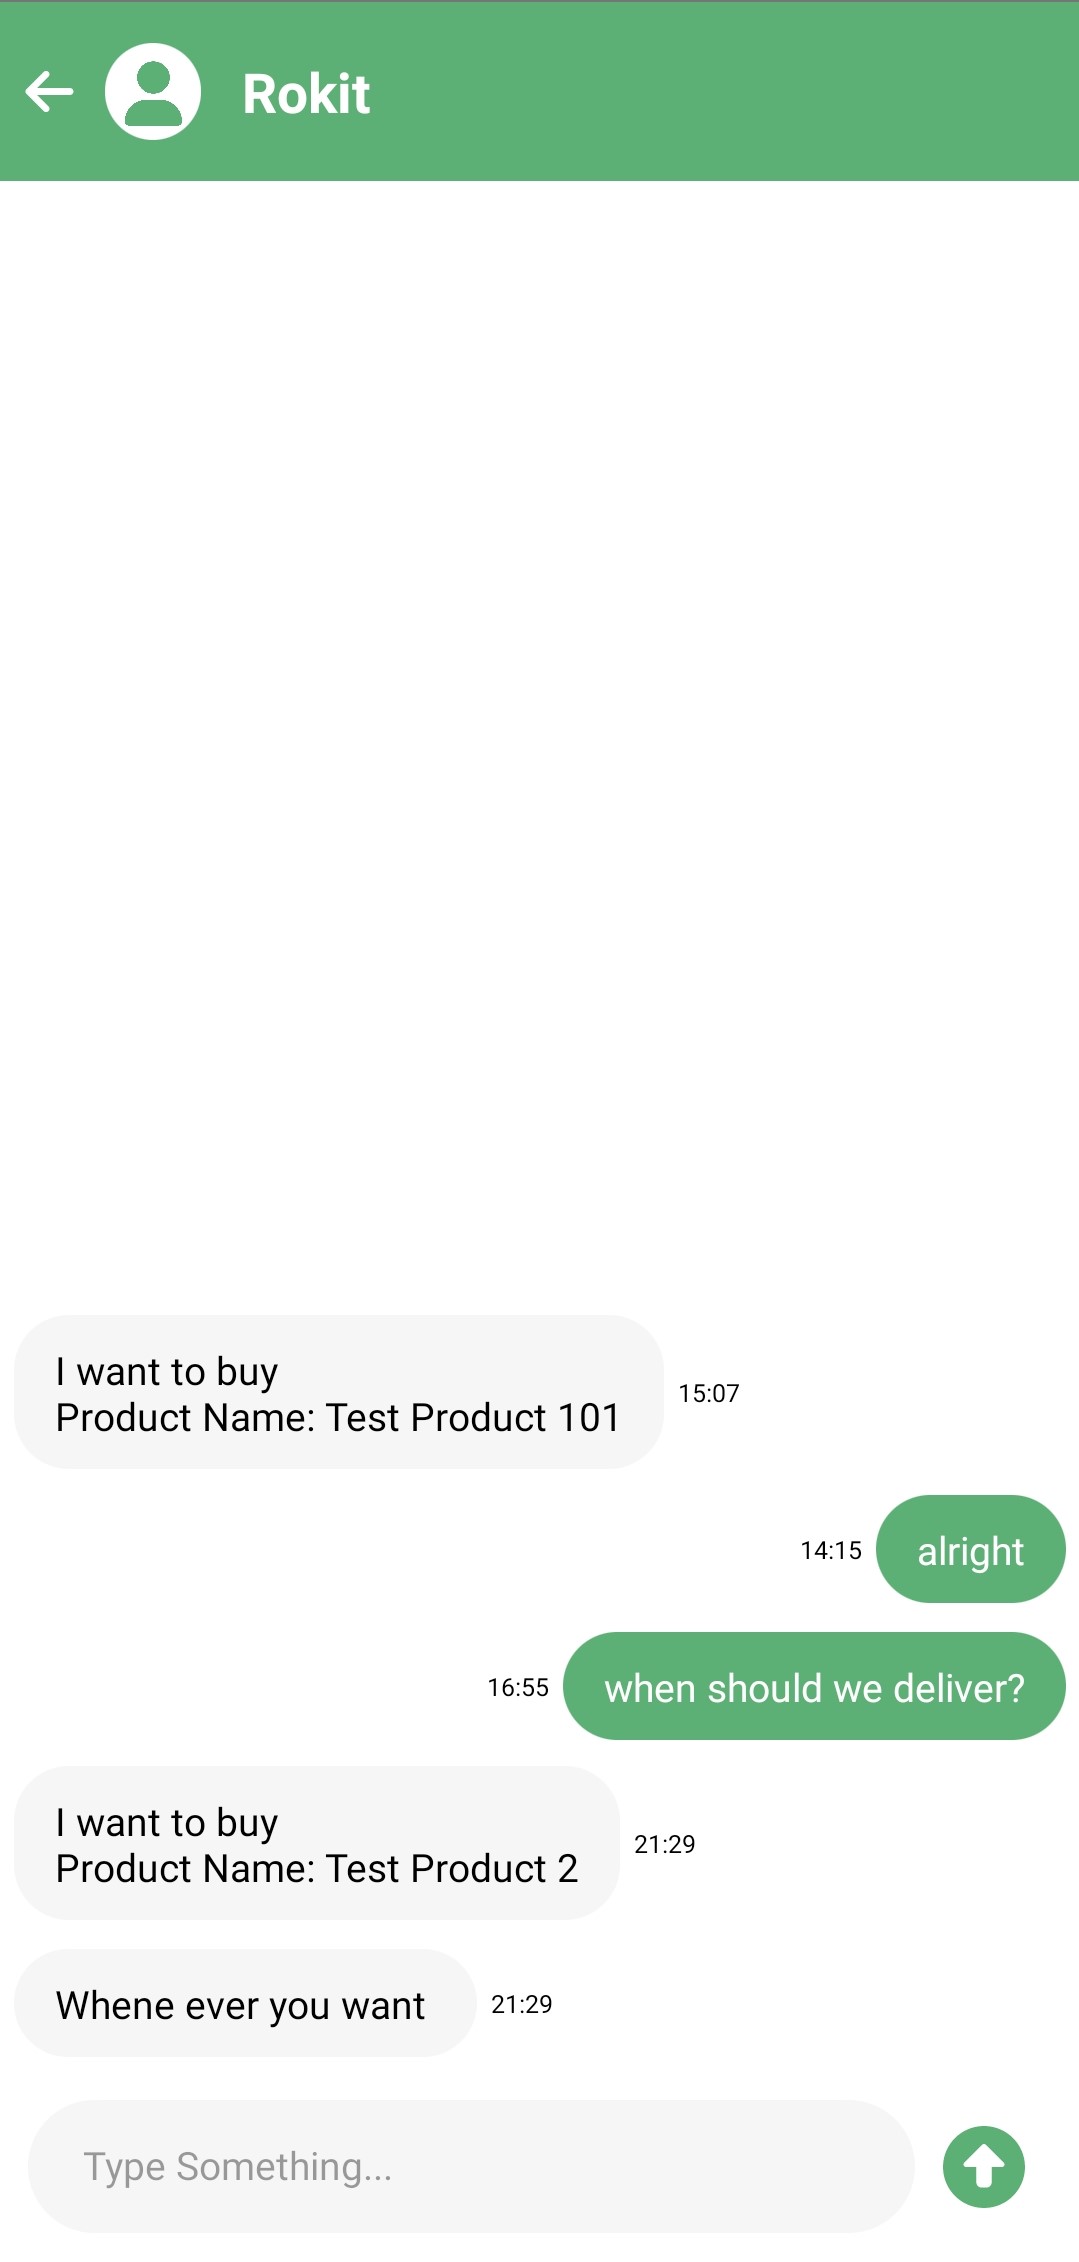 Rokit
I want to buy
Product Name: Test Product 101
15:07
14:15
alright
16:55
when should we deliver?
I want to buy
Product Name: Test Product 2
21:29
Whene ever you want
21:29
Type Something...